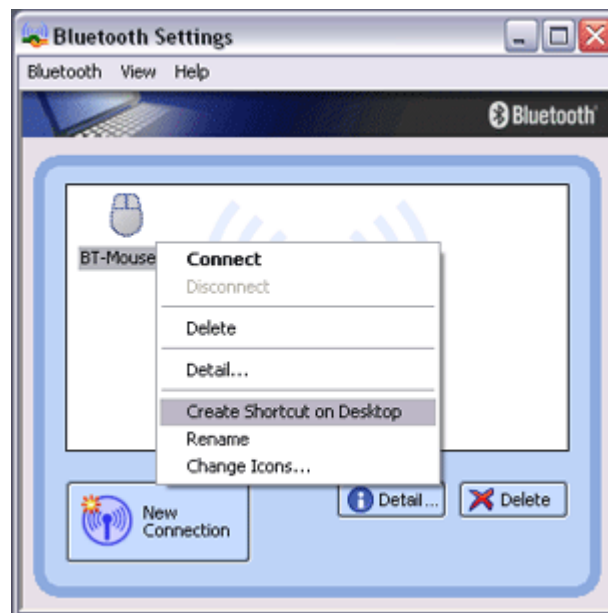 Bluetooth Settings
Bluetooth View Help
Bluetooth
BT-Mouse
Connect
Disconnect
Delete
Detail...
Create Shortcut on Desktop
Rename
Change Icons...
New
Connection
Detail...
Delete